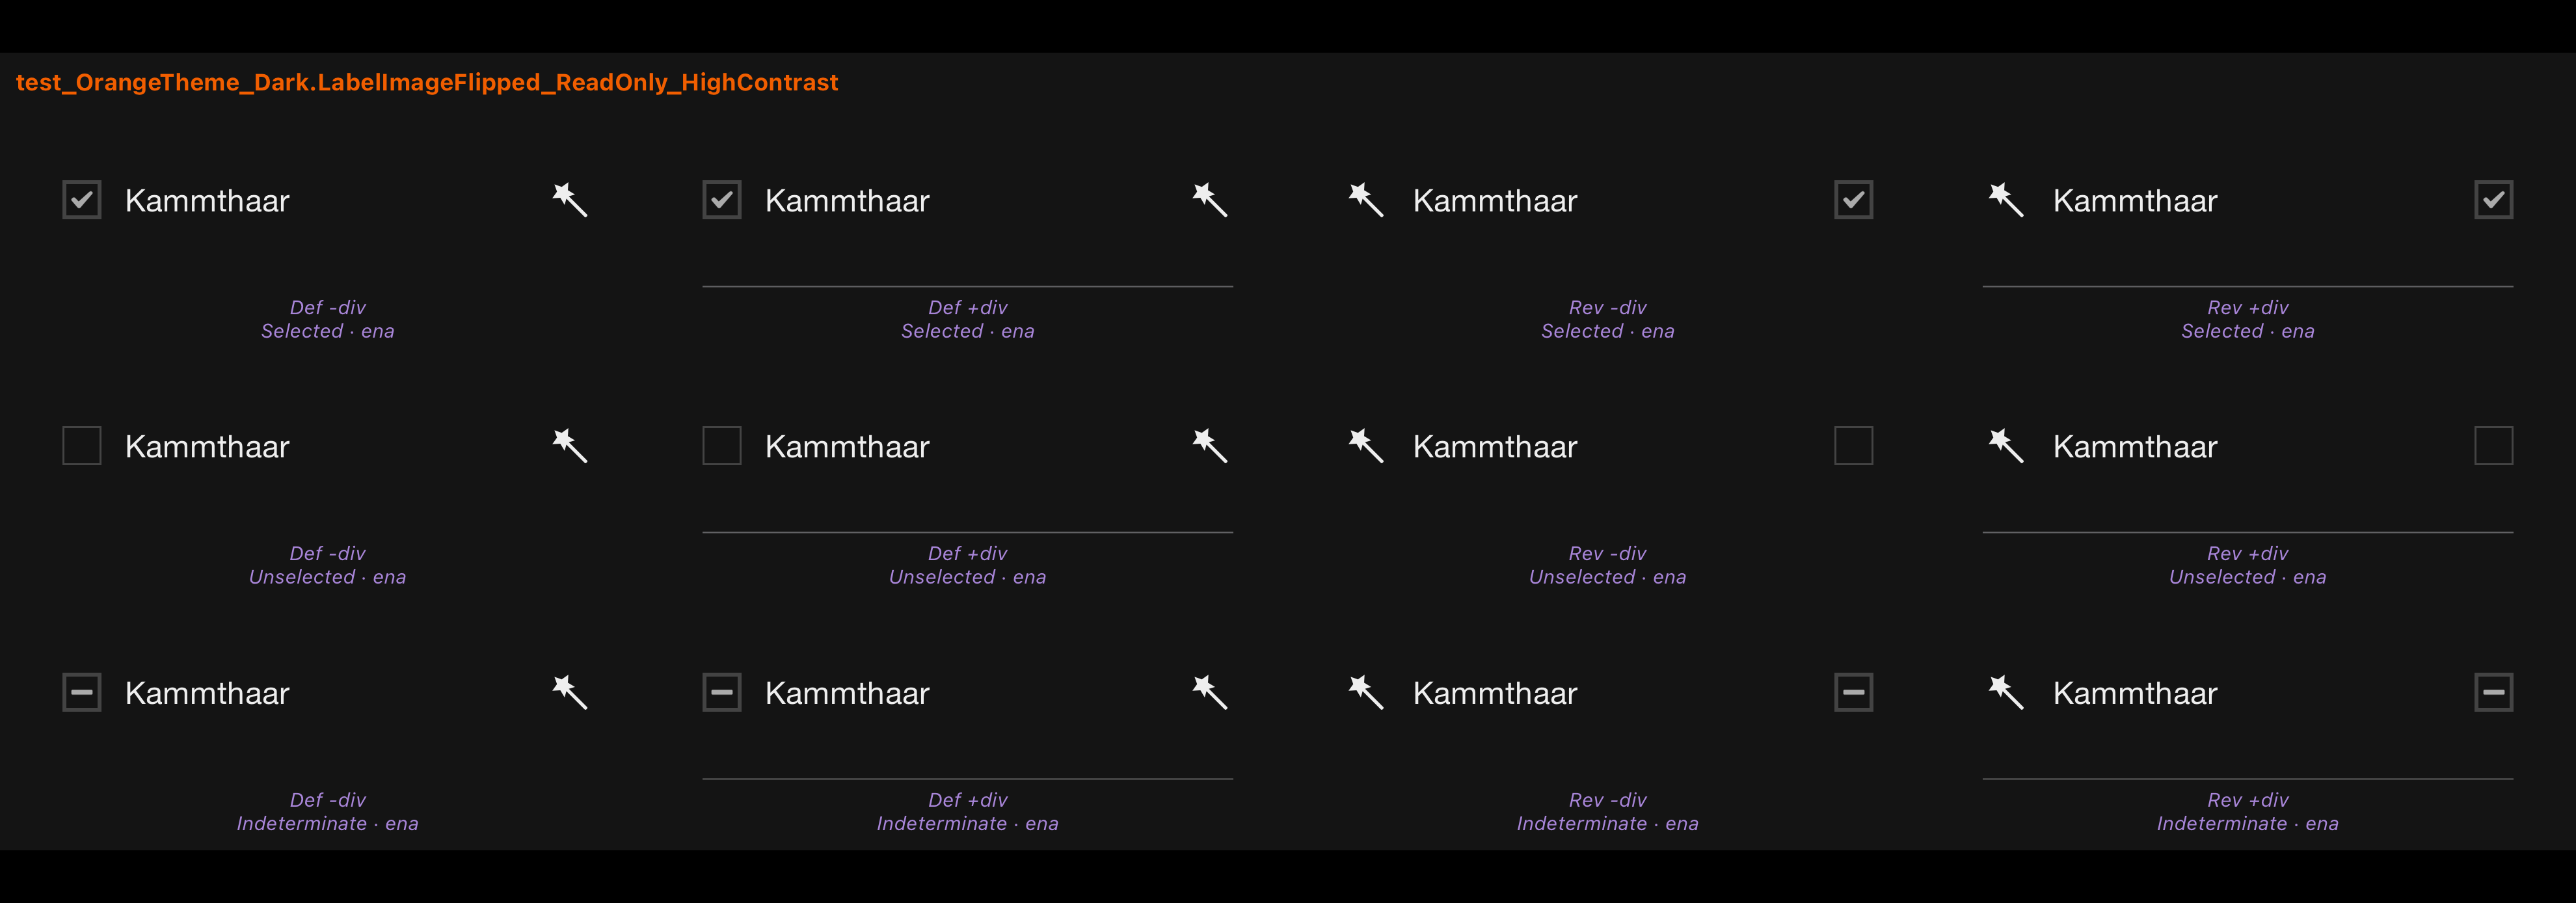 test_OrangeTheme_Dark.LabelImageFlipped_ReadOnly_HighContrast
Kammthaar
Kammthaar
Kammthaar
Kammthaar
Def -div
Selected · ena
Def +div
Selected · ena
Rev -div
Selected · ena
Rev +div
Selected · ena
Kammthaar
Kammthaar
Kammthaar
Kammthaar
Def -div
Unselected · ena
Def +div
Unselected · ena
Rev -div
Unselected · ena
Rev +div
Unselected · ena
Kammthaar
Kammthaar
Kammthaar
Kammthaar
Def -div
Indeterminate · ena
Def +div
Indeterminate · ena
Rev -div
Indeterminate · ena
Rev +div
Indeterminate · ena